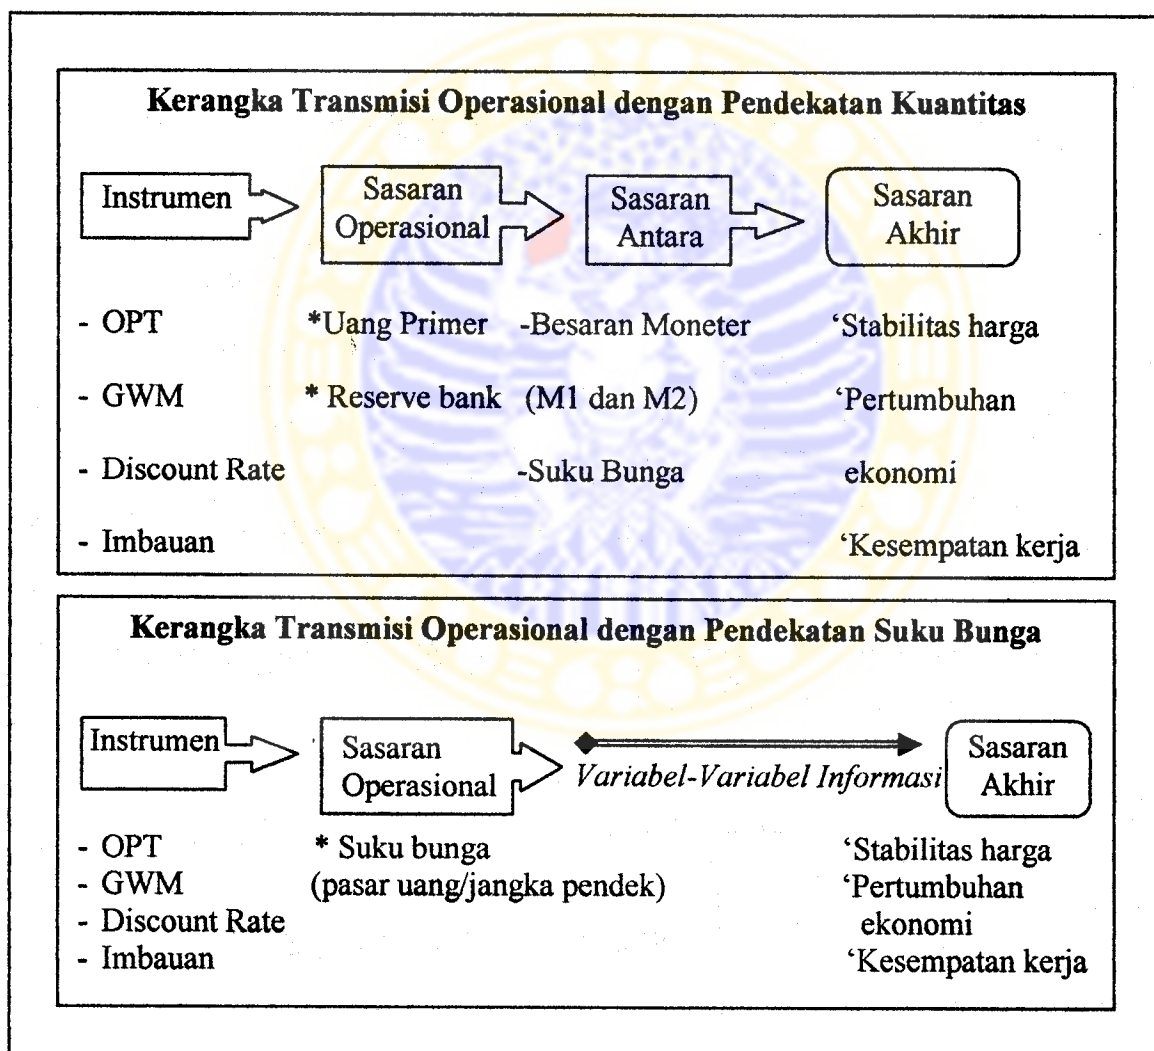 Kerangka Transmisi Operasional dengan Pendekatan Kuantitas
Instrumen
Sasaran
Operasional
Sasaran
Antara
Sasaran
Akhir
- OPT *Uang Primer -Besaran Moneter ‘Stabilitas harga
- GWM * Reserve bank (M1 dan M2) ‘Pertumbuhan
- Discount Rate -Suku Bunga ekonomi
- Imbauan ‘Kesempatan kerja
Kerangka Transmisi Operasional dengan Pendekatan Suku Bunga
Instrumen
Sasaran
Operasional
Variabel-Variabel Informasi
Sasaran
Akhir
- OPT * Suku bunga ‘Stabilitas harga
- GWM (pasar uang/jangka pendek) ‘Pertumbuhan
- Discount Rate ekonomi
- Imbauan ‘Kesempatan kerja